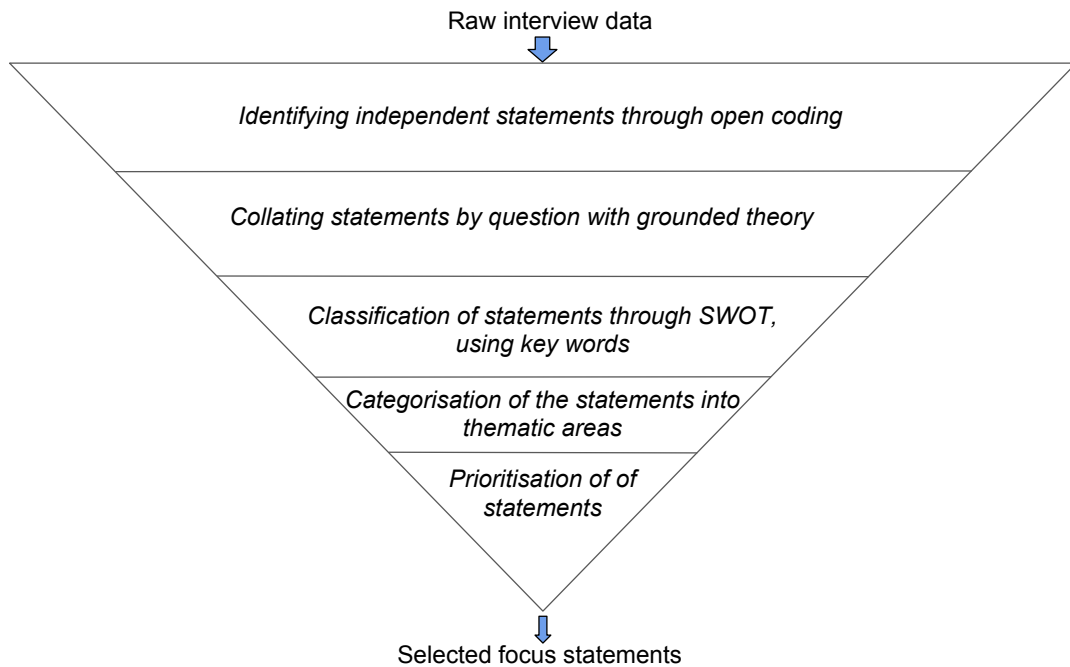 Raw interview data
Identifying independent statements through open coding
Collating statements by question with grounded theory
Classification of statements through SWOT,
using key words
Categorisation of the statements into
thematic areas
Prioritisation of of
statements
Selected focus statements